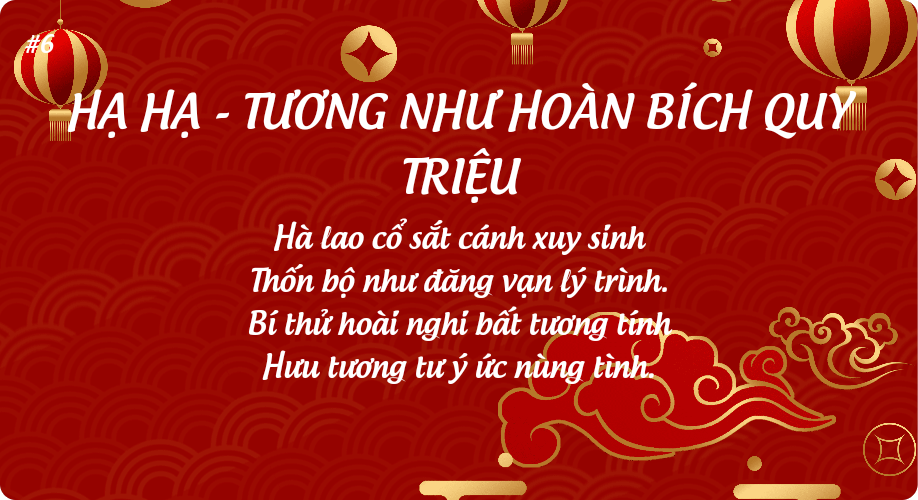 #6
HẠ HẠ - TƯƠNG NHƯ HOÀN BÍCH QUY
TRIỆU
Hà lao cổ sắt cánh xuy sinh
Thốn bộ như đăng vạn lý trình.
Bí thử hoài nghi bất tương tính
Hưu tương tư ý ức nùng tình.